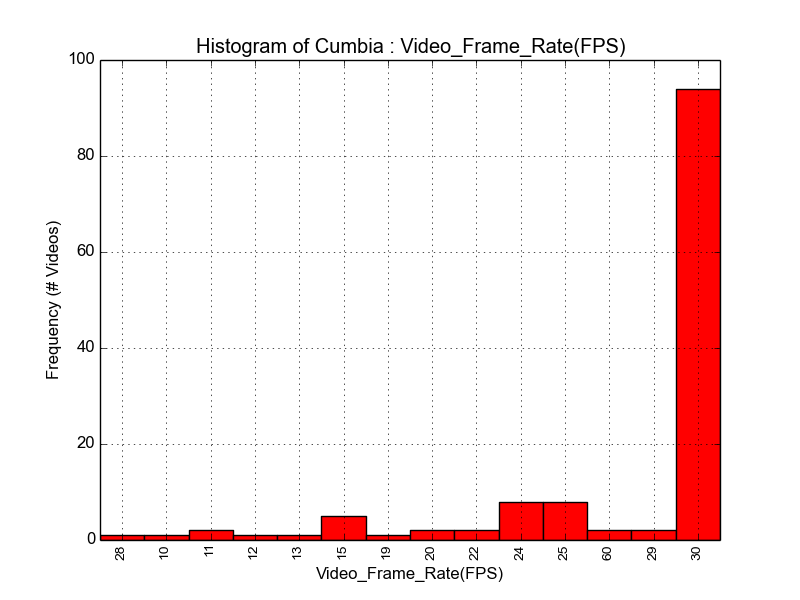 Histogram of Cumbia : Video_Frame_Rate(FPS)
100
80
60
40
20
0
Frequency (# Videos)
28 10 11 12 13 15 19 20 22 24 25 60 29 30
Video_Frame_Rate(FPS)